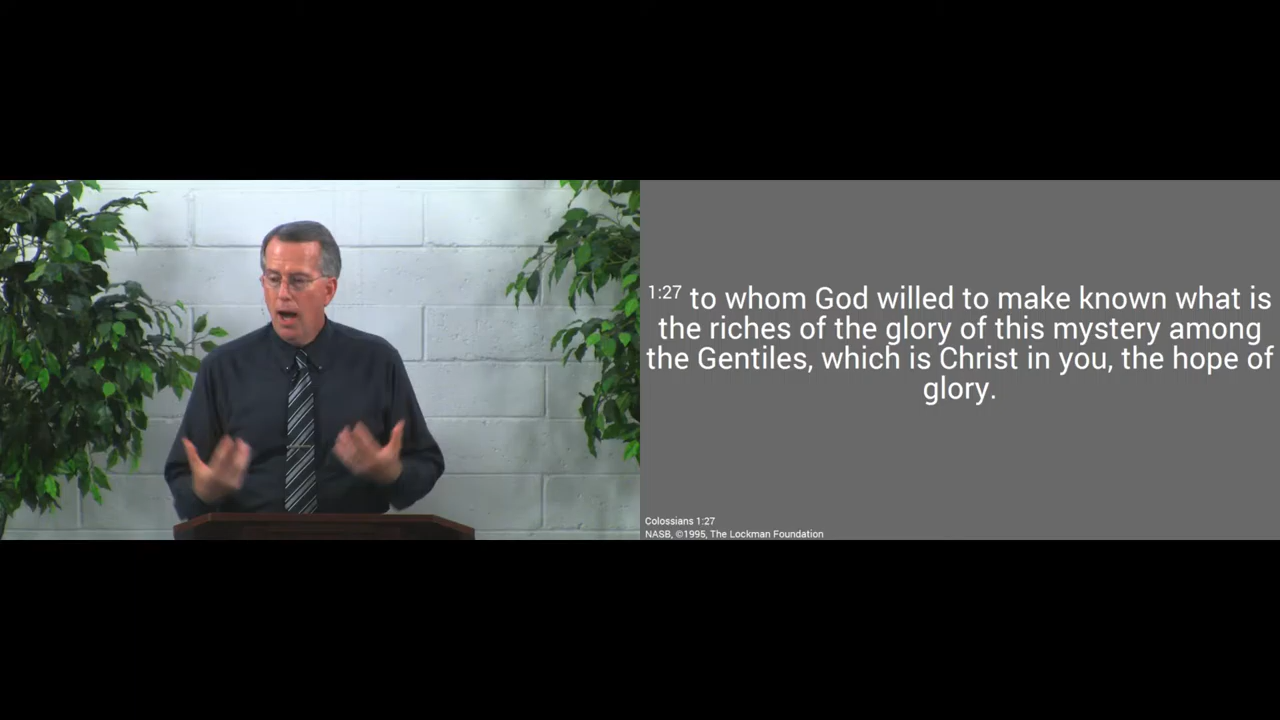 1:27 to whom God willed to make known what is
the riches of the glory of this mystery among
the Gentiles, which is Christ in you, the hope of
glory.
Colossians 1:27
NASB, ©1995, The Lockman Foundation